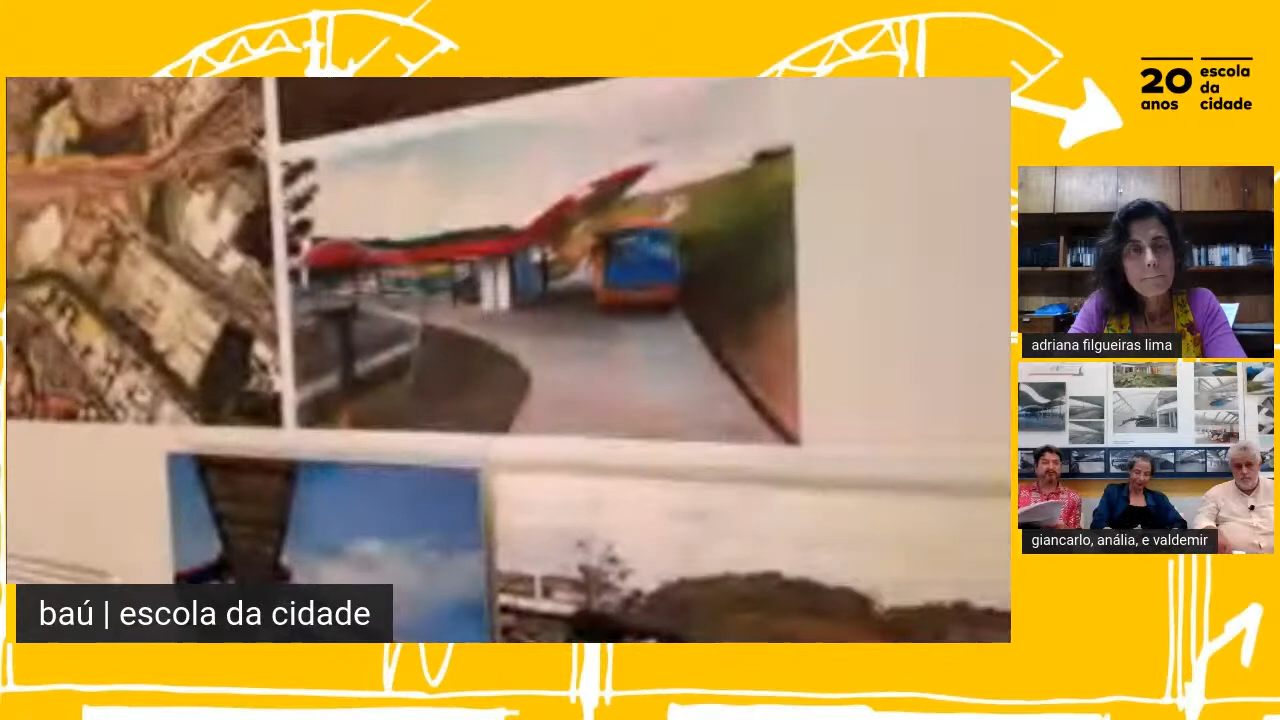 20 anos
escola
da
cidade
adriana filgueiras lima
giancarlo, anália, e valdemir
baú | escola da cidade